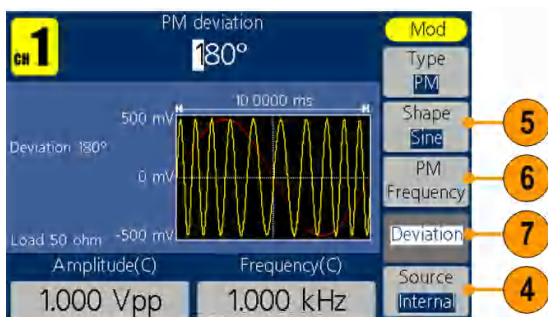 CH 1
PM deviation
180°
Mod
Type
PM
Shape
Sine
5
PM
Frequency
6
Deviation
7
Source
Internal
4
10.0000 ms
500 mV
Deviation 180°
0 mV
Load 50 ohm
-500 mV
Amplitude(C)
1.000 Vpp
Frequency(C)
1.000 kHz